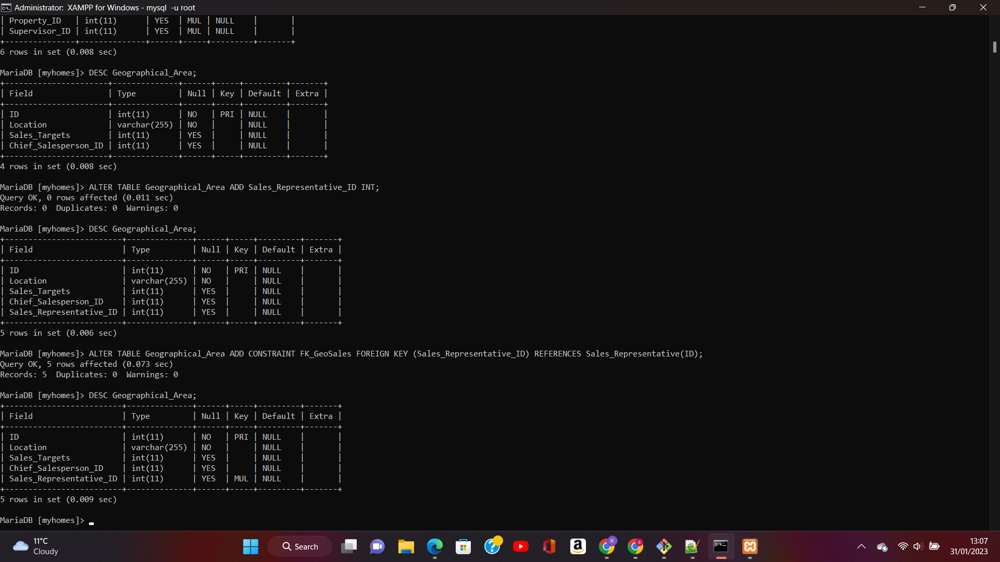 Administrator:  XAMPP for Windows - mysql  -u root
| Property_ID   | int(11)      | YES  | MUL | NULL    |       |
| Supervisor_ID | int(11)      | YES  | MUL | NULL    |       |
+---------------+--------------+------+-----+---------+-------+
6 rows in set (0.008 sec)
MariaDB [myhomes]> DESC Geographical_Area;
+----------------------+--------------+------+-----+---------+-------+
| Field                | Type         | Null | Key | Default | Extra |
+----------------------+--------------+------+-----+---------+-------+
| ID                   | int(11)      | NO   | PRI | NULL    |       |
| Location             | varchar(255) | NO   |     | NULL    |       |
| Sales_Targets        | int(11)      | YES  |     | NULL    |       |
| Chief_Salesperson_ID | int(11)      | YES  |     | NULL    |       |
+----------------------+--------------+------+-----+---------+-------+
4 rows in set (0.008 sec)
MariaDB [myhomes]> ALTER TABLE Geographical_Area ADD Sales_Representative_ID INT;
Query OK, 0 rows affected (0.011 sec)
Records: 0  Duplicates: 0  Warnings: 0
MariaDB [myhomes]> DESC Geographical_Area;
+-------------------------+--------------+------+-----+---------+-------+
| Field                   | Type         | Null | Key | Default | Extra |
+-------------------------+--------------+------+-----+---------+-------+
| ID                      | int(11)      | NO   | PRI | NULL    |       |
| Location                | varchar(255) | NO   |     | NULL    |       |
| Sales_Targets           | int(11)      | YES  |     | NULL    |       |
| Chief_Salesperson_ID    | int(11)      | YES  |     | NULL    |       |
| Sales_Representative_ID | int(11)      | YES  |     | NULL    |       |
+-------------------------+--------------+------+-----+---------+-------+
5 rows in set (0.006 sec)
MariaDB [myhomes]> ALTER TABLE Geographical_Area ADD CONSTRAINT FK_GeoSales FOREIGN KEY (Sales_Representative_ID) REFERENCES Sales_Representative(ID);
Query OK, 5 rows affected (0.073 sec)
Records: 5  Duplicates: 0  Warnings: 0
MariaDB [myhomes]> DESC Geographical_Area;
+-------------------------+--------------+------+-----+---------+-------+
| Field                   | Type         | Null | Key | Default | Extra |
+-------------------------+--------------+------+-----+---------+-------+
| ID                      | int(11)      | NO   | PRI | NULL    |       |
| Location                | varchar(255) | NO   |     | NULL    |       |
| Sales_Targets           | int(11)      | YES  |     | NULL    |       |
| Chief_Salesperson_ID    | int(11)      | YES  |     | NULL    |       |
| Sales_Representative_ID | int(11)      | YES  | MUL | NULL    |       |
+-------------------------+--------------+------+-----+---------+-------+
5 rows in set (0.009 sec)
MariaDB [myhomes]> _
11°C
Cloudy
Search
K
S
13:07
31/01/2023